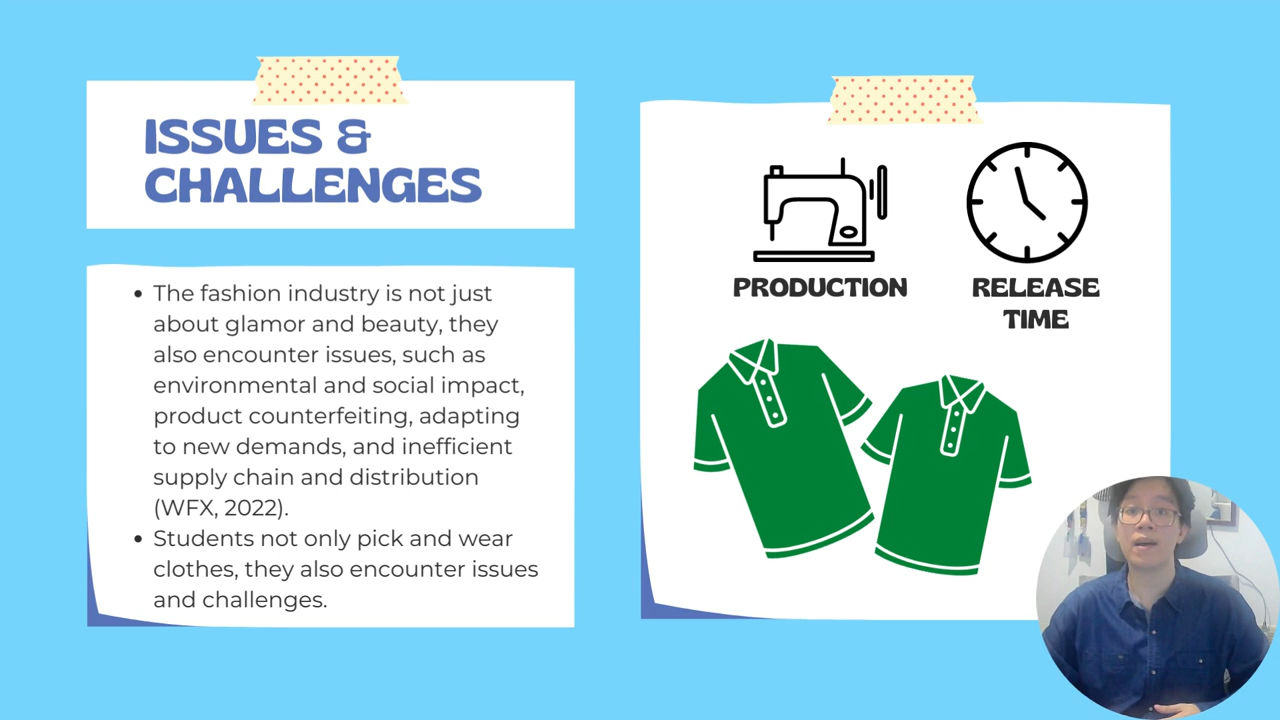 ISSUES &
CHALLENGES
The fashion industry is not just
about glamor and beauty, they
also encounter issues, such as
environmental and social impact,
product counterfeiting, adapting
to new demands, and inefficient
supply chain and distribution
(WFX, 2022).
Students not only pick and wear
clothes, they also encounter issues
and challenges.
PRODUCTION
RELEASE
TIME